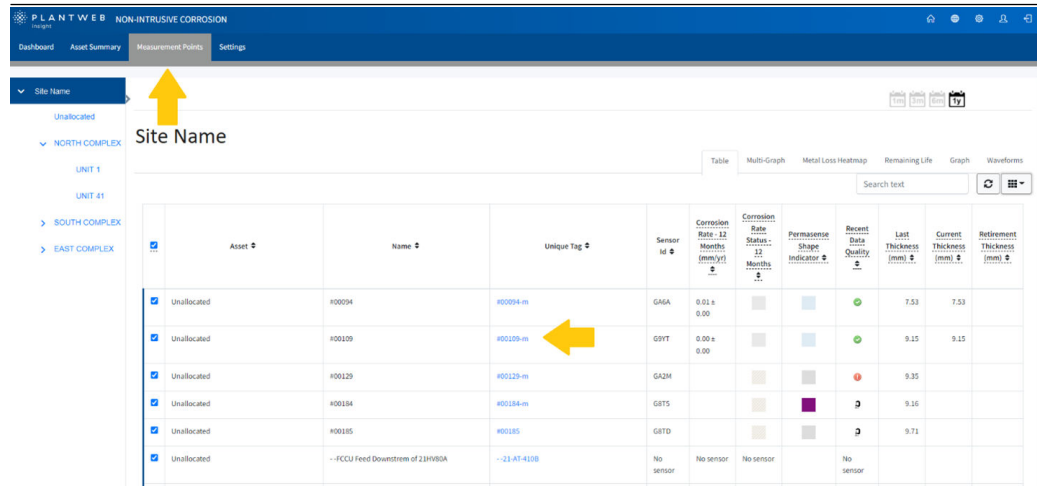 PLANTWEB NON-INTRUSIVE CORROSION
Insight
Dashboard Asset Summary Measurement Points Settings
Site Name
Unallocated
NORTH COMPLEX
UNIT 1
UNIT 41
SOUTH COMPLEX
EAST COMPLEX
1m 3m 6m 1y
Site Name
Table Multi-Graph Metal Loss Heatmap Remaining Life Graph Waveforms
Search text
Asset Name Unique Tag Sensor Id Corrosion Rate - 12 Months (mm/yr) Corrosion Rate Status - 12 Months Permasense Shape Indicator Recent Data Quality Last Thickness (mm) Current Thickness (mm) Retirement Thickness (mm)
Unallocated #00094 #00094-m GA6A 0.01 ± 0.00 7.53 7.53
Unallocated #00109 #00109-m G9YT 0.00 ± 0.00 9.15 9.15
Unallocated #00129 #00129-m GA2M 9.35
Unallocated #00184 #00184-m G8TS 9.16
Unallocated #00185 #00185 G8TD 9.71
Unallocated --FCCU Feed Downstrem of 21HV80A --21-AT-410B No sensor No sensor No sensor No sensor